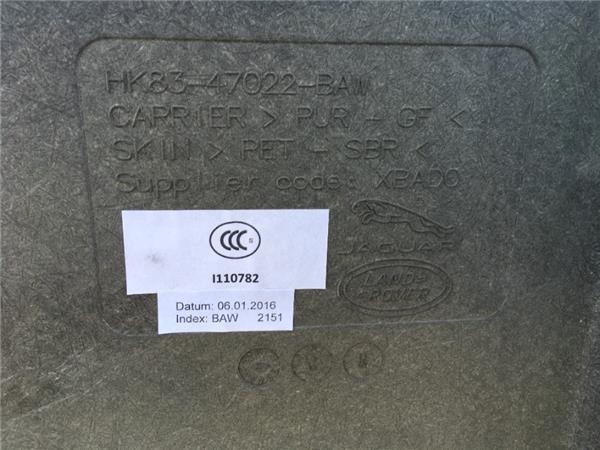 HK83-47022-BAW
CARRIER > PUR - GF <
SKIN > PET - SBR <
Supplier code: XBADO
CCC S
I110782
JAGUAR
LAND-
ROVER
Datum: 06.01.2016
Index: BAW 2151